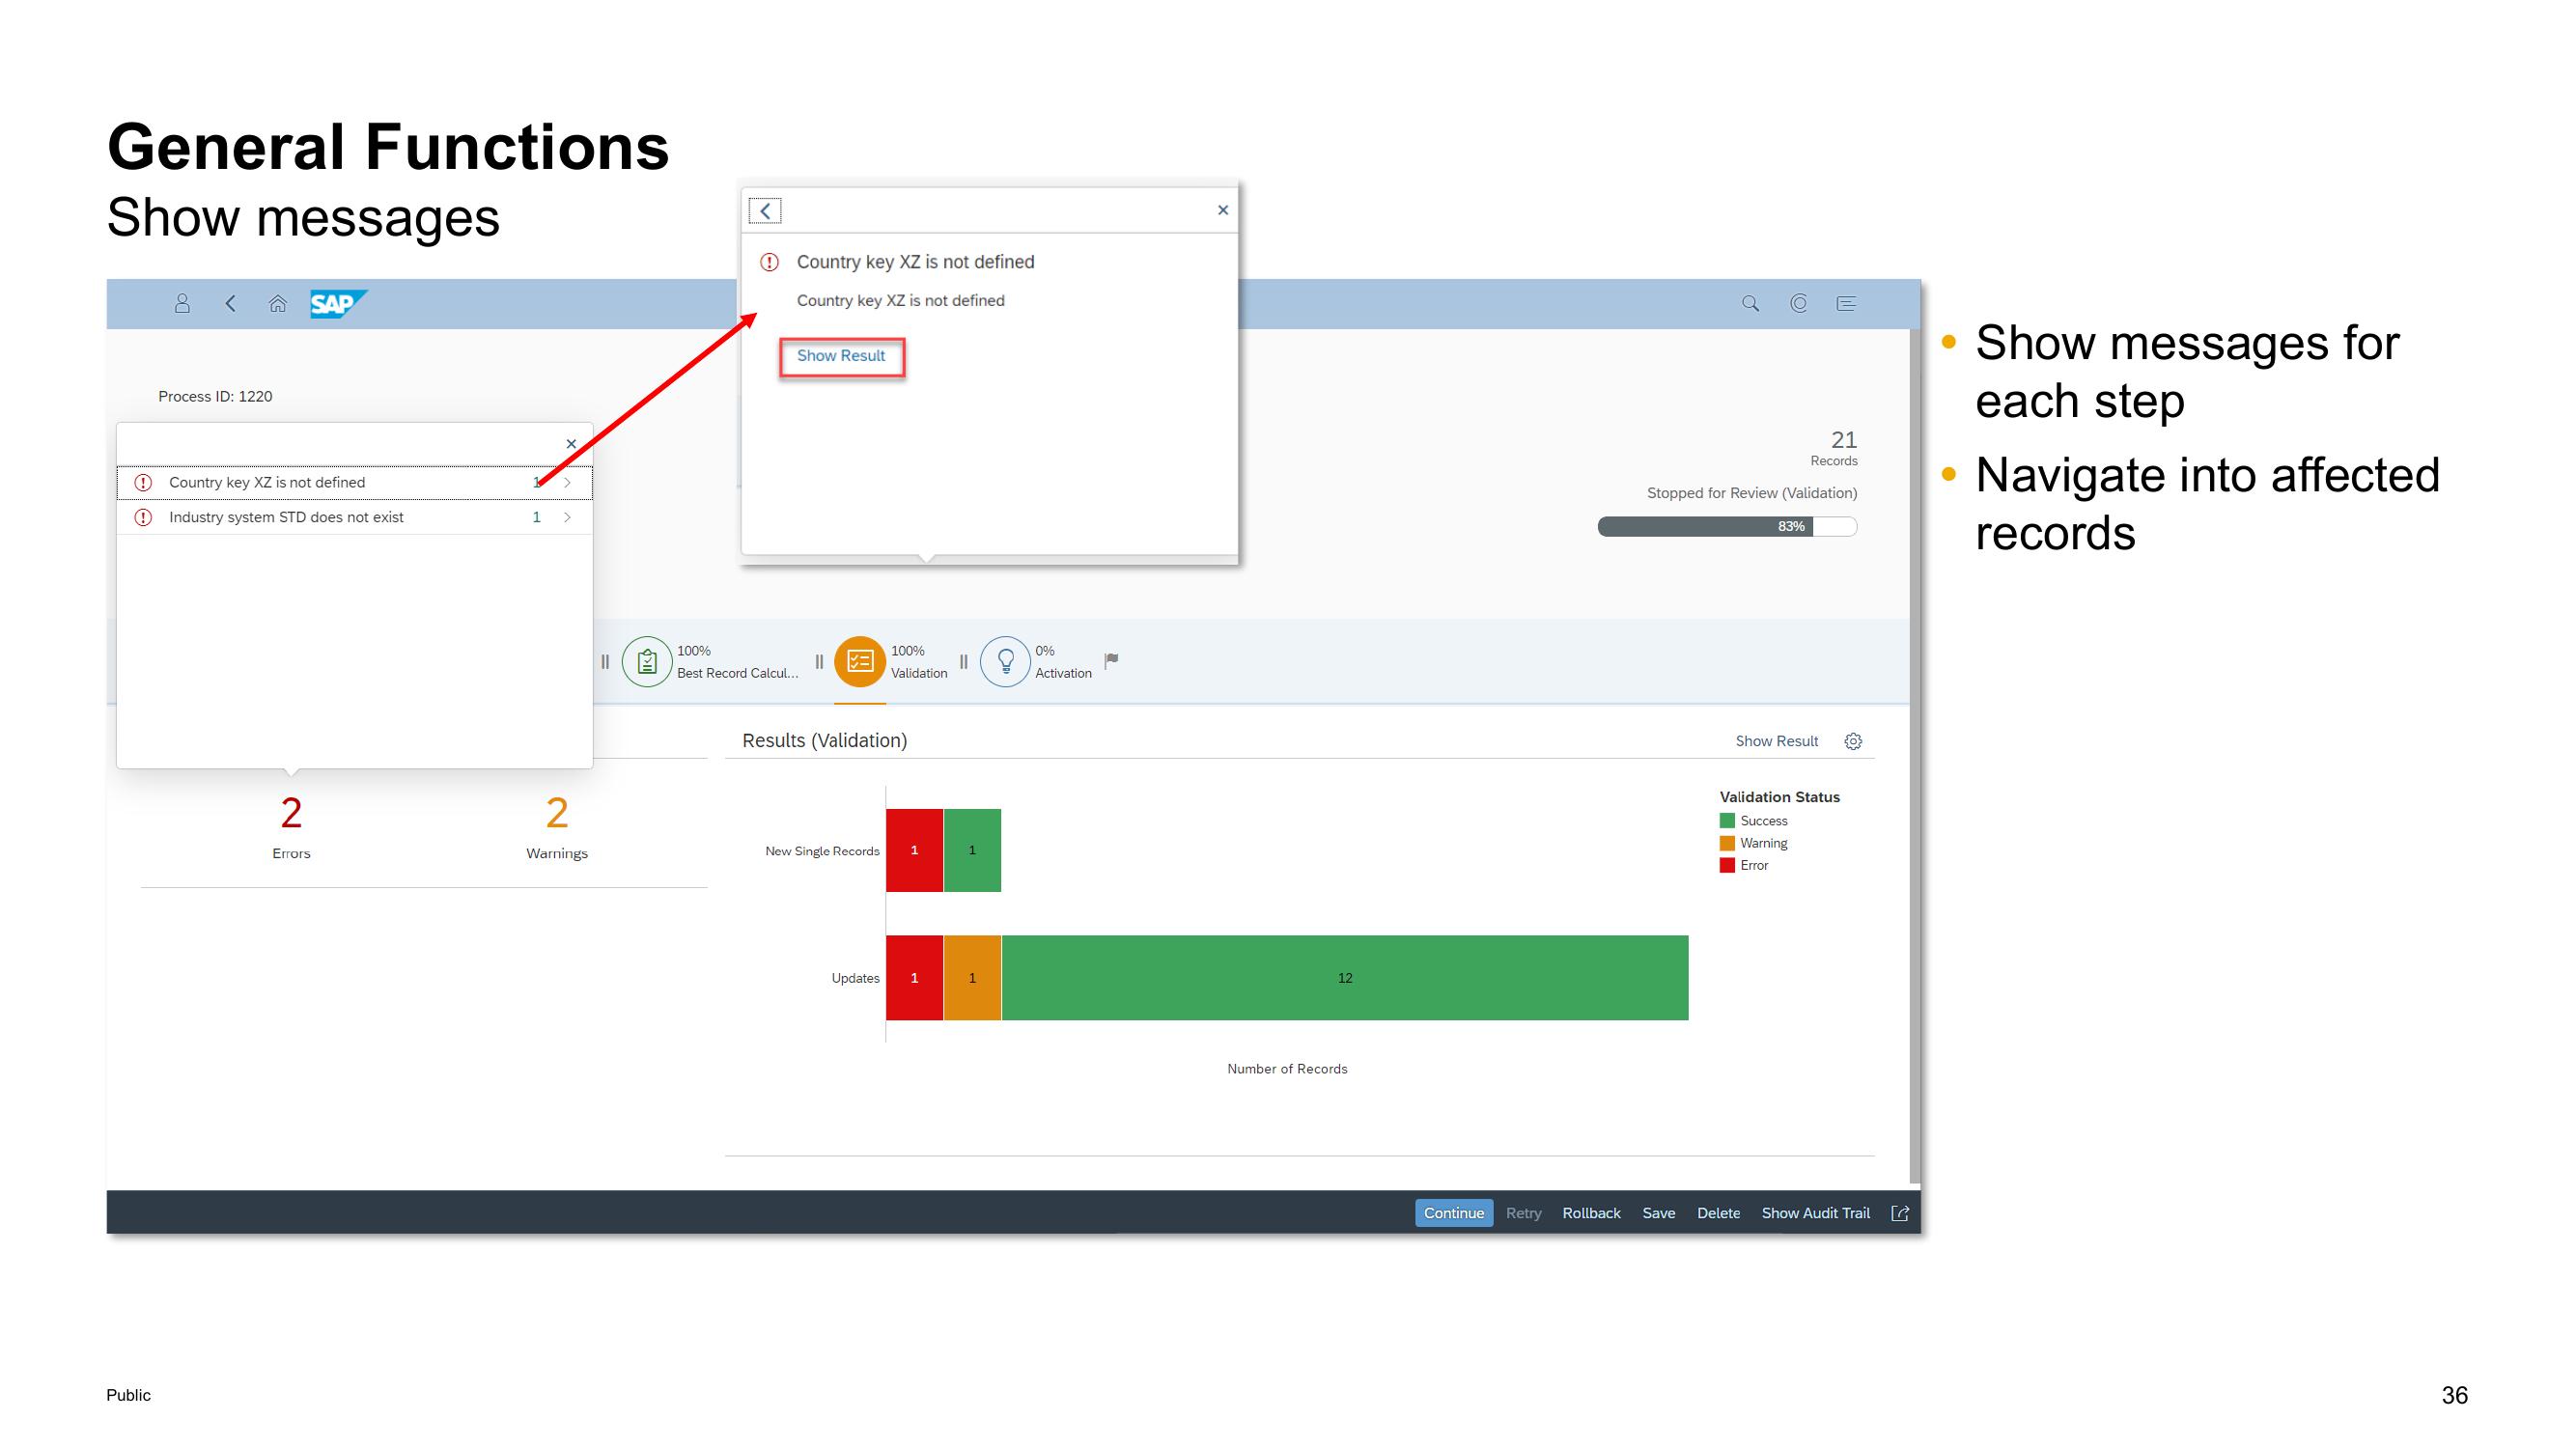 General Functions
Show messages
Country key XZ is not defined
Country key XZ is not defined
Show Result
SAP
Process ID: 1220
Country key XZ is not defined 1
Industry system STD does not exist 1
21
Records
Stopped for Review (Validation)
83%
100%
Best Record Calcul...
100%
Validation
0%
Activation
Results (Validation)
Show Result
2
Errors
2
Warnings
New Single Records
1
1
Updates
1
1
12
Number of Records
Validation Status
Success
Warning
Error
Continue Retry Rollback Save Delete Show Audit Trail
• Show messages for
each step
• Navigate into affected
records
Public
36